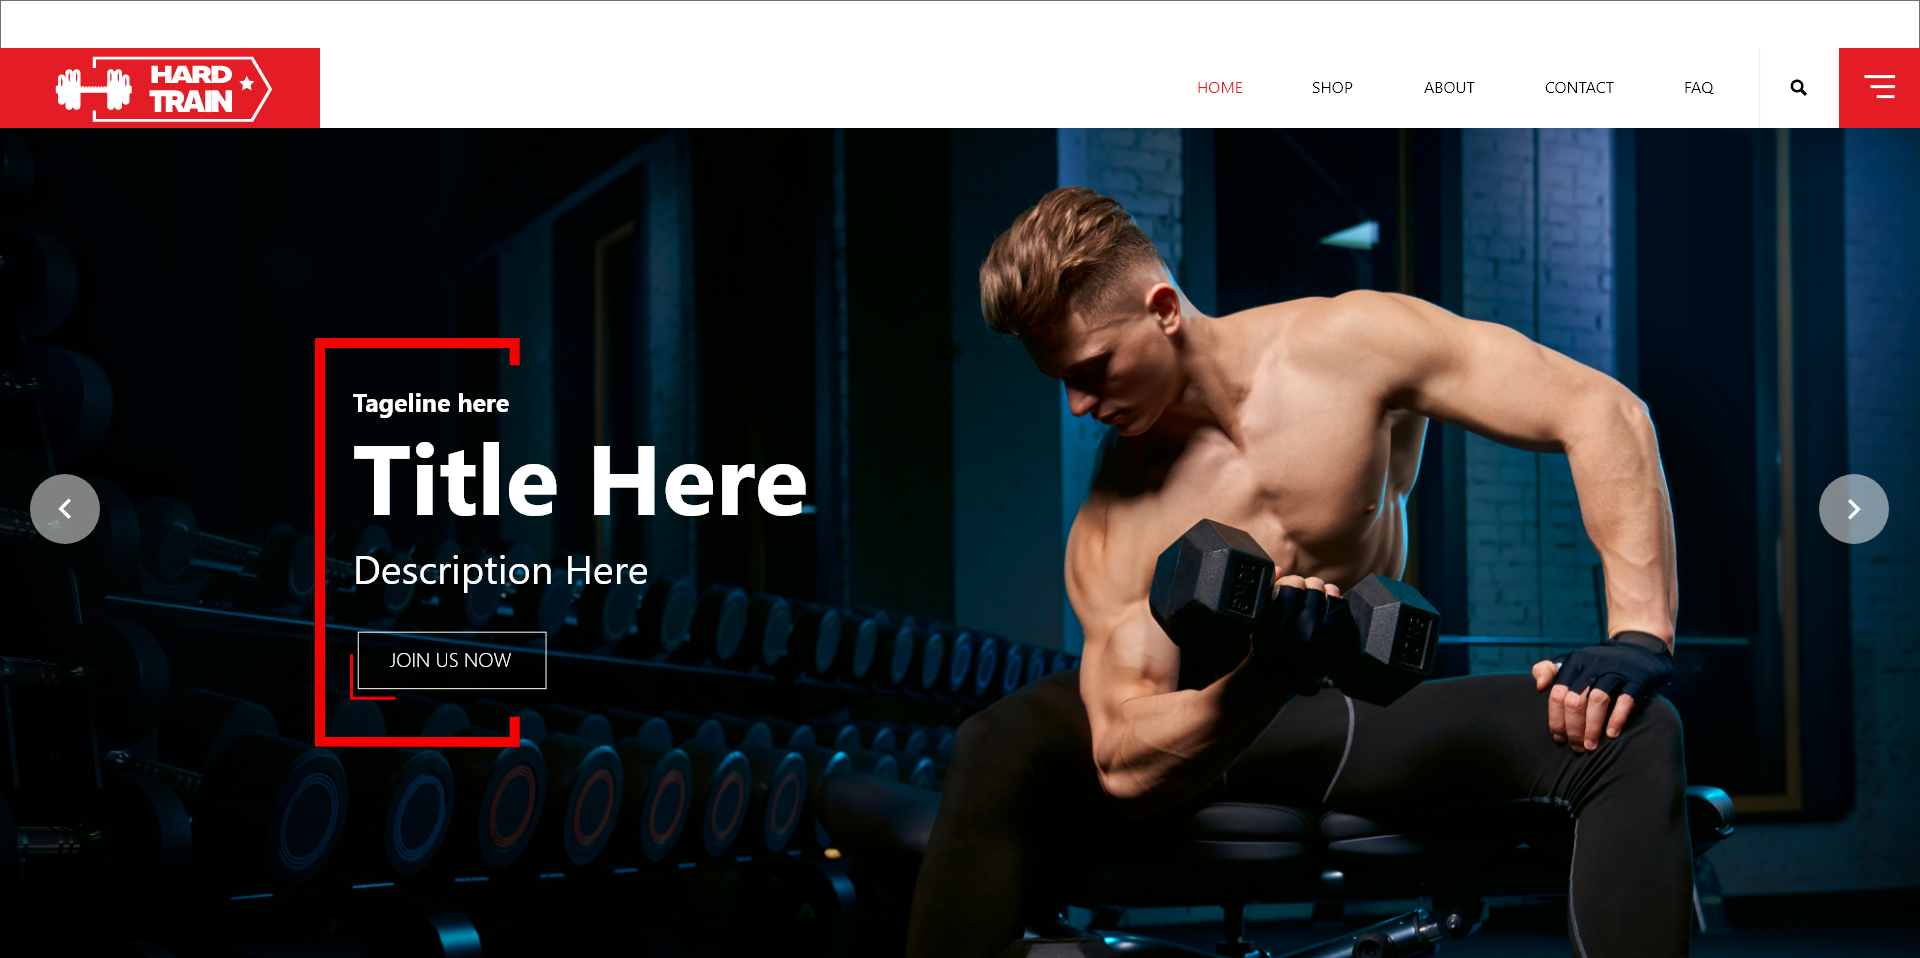 HARD
TRAIN
HOME
SHOP
ABOUT
CONTACT
FAQ
Tageline here
Title Here
Description Here
JOIN US NOW